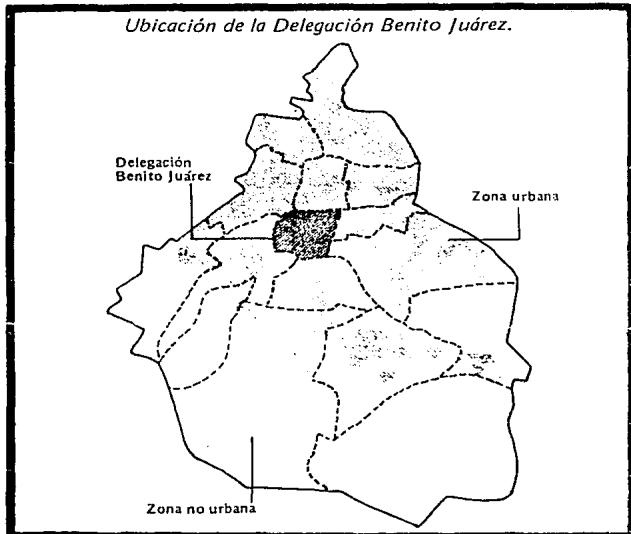 Ubicación de la Delegación Benito Juárez.
Delegación
Benito Juárez
Zona urbana
Zona no urbana